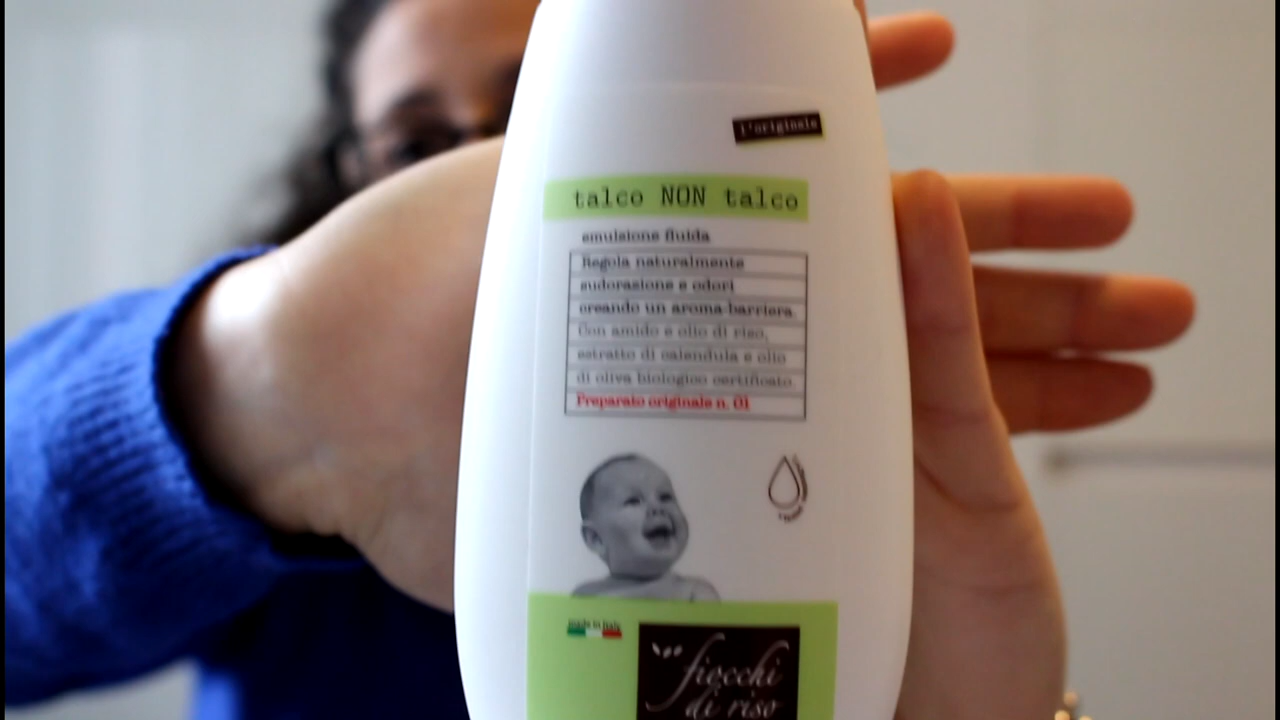 l'originale
talco NON talco
emulsione fluida
Regola naturalmente
sudorazione e odori
creando un aroma-barriera.
Con amido e olio di riso,
estratto di calendula e olio
di oliva biologico certificato.
Preparato originale n. 01
made in Italy
fiocchi
di riso